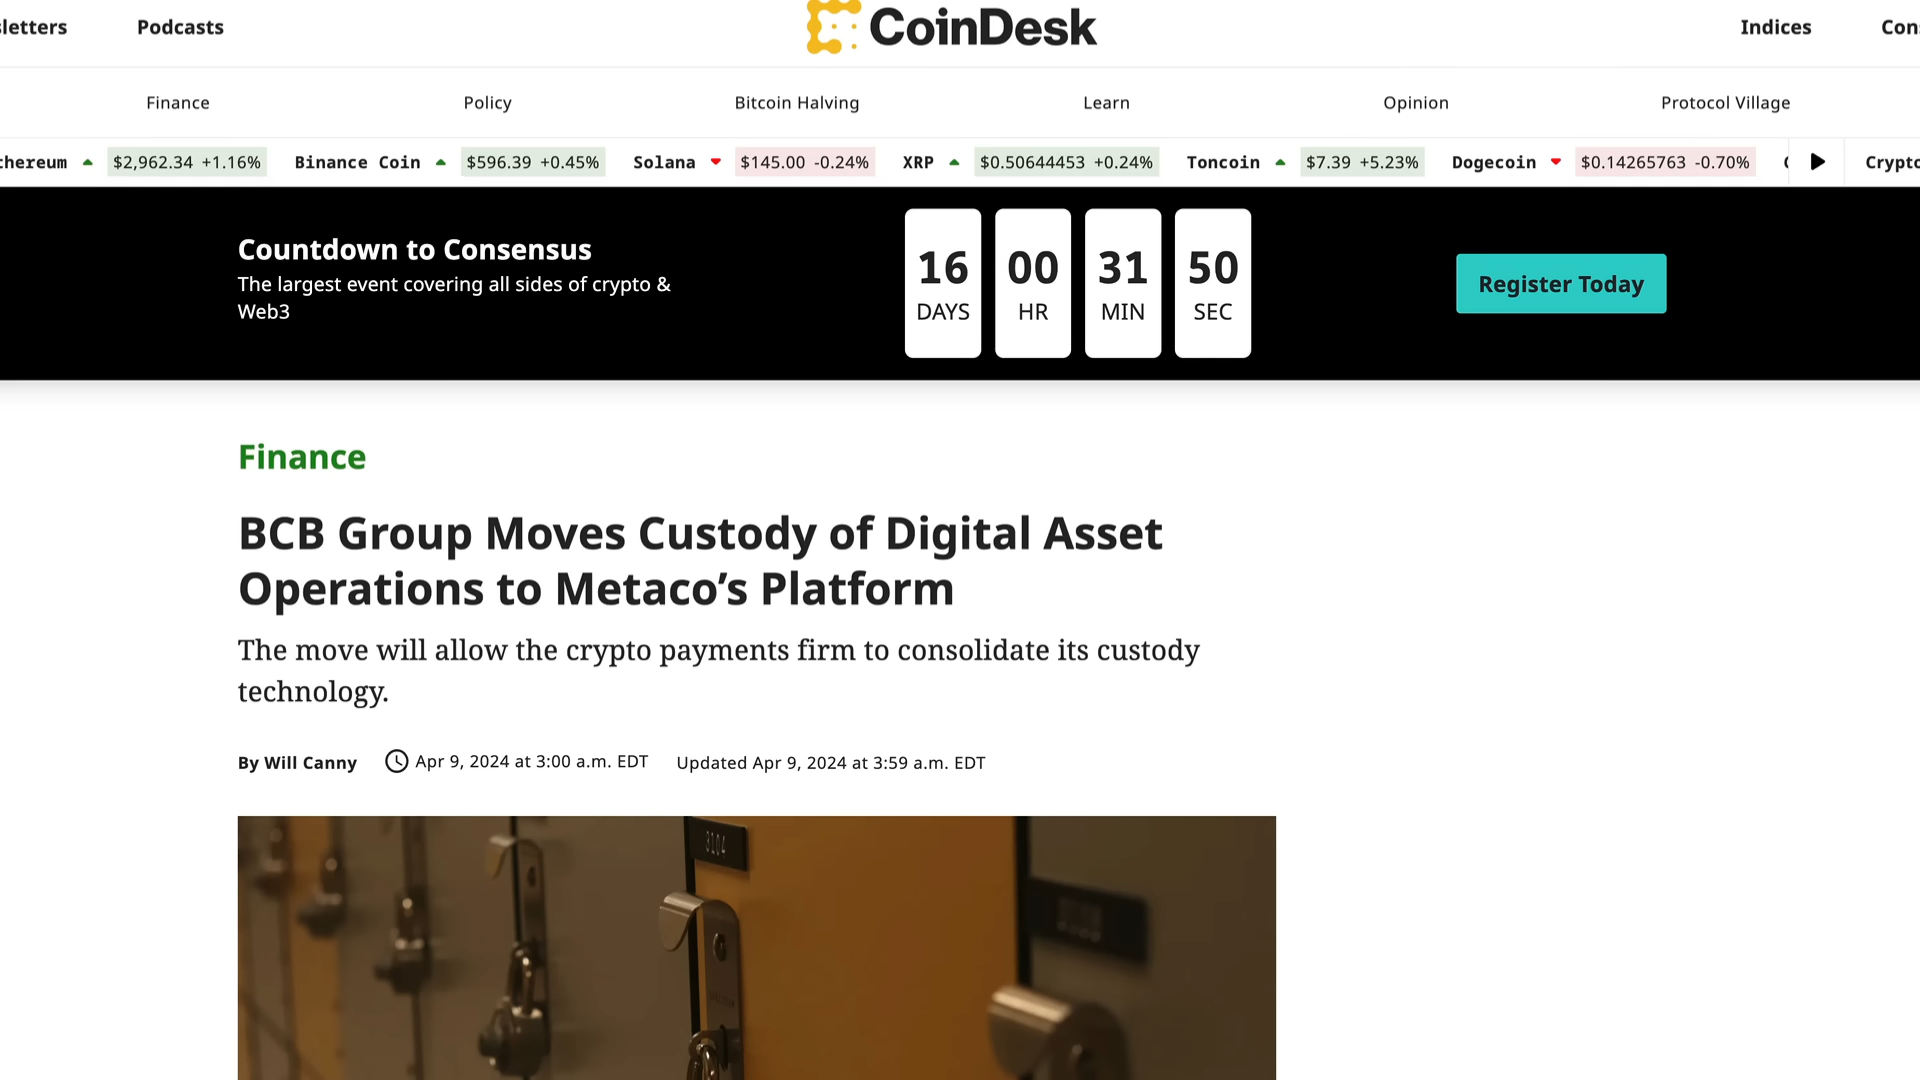 letters
Podcasts
CoinDesk
Indices
Con
Finance
Policy
Bitcoin Halving
Learn
Opinion
Protocol Village
thereum $2,962.34 +1.16% Binance Coin $596.39 +0.45% Solana $145.00 -0.24% XRP $0.50644453 +0.24% Toncoin $7.39 +5.23% Dogecoin $0.14265763 -0.70% Crypto
Countdown to Consensus
The largest event covering all sides of crypto &
Web3
16 00 31 50
DAYS HR MIN SEC
Register Today
Finance
BCB Group Moves Custody of Digital Asset
Operations to Metaco’s Platform
The move will allow the crypto payments firm to consolidate its custody
technology.
By Will Canny Apr 9, 2024 at 3:00 a.m. EDT Updated Apr 9, 2024 at 3:59 a.m. EDT
3104